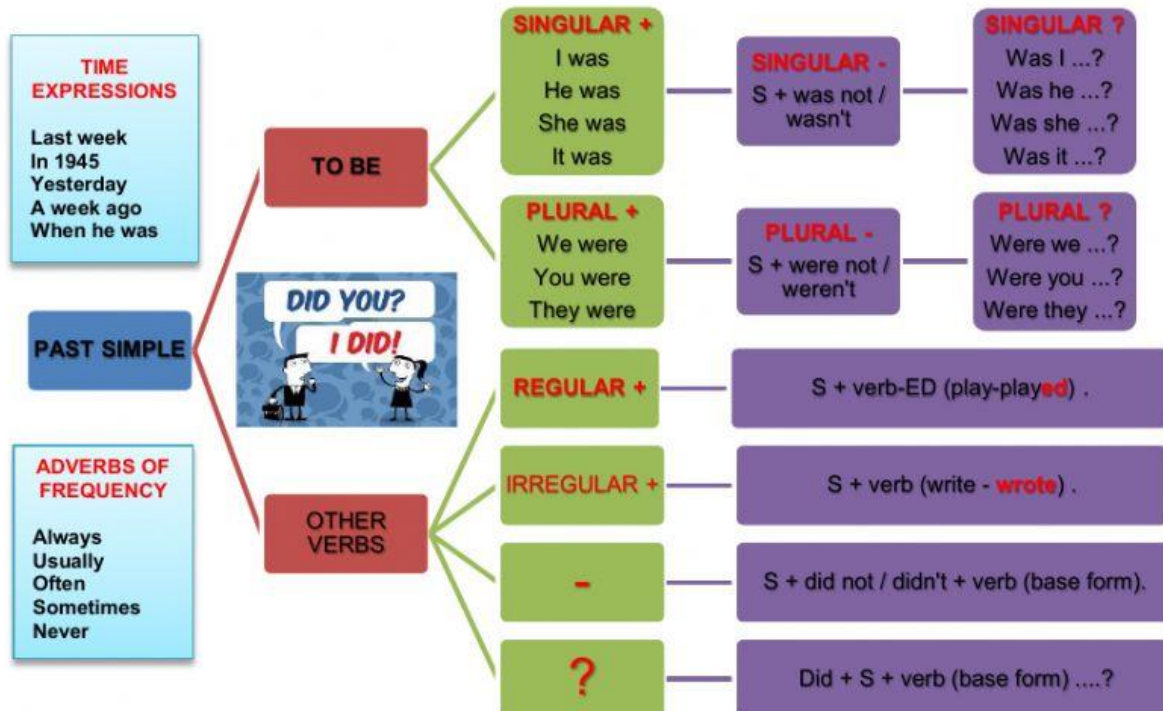 TIME
EXPRESSIONS
Last week
In 1945
Yesterday
A week ago
When he was
PAST SIMPLE
ADVERBS OF
FREQUENCY
Always
Usually
Often
Sometimes
Never
TO BE
DID YOU?
I DID!
OTHER
VERBS
SINGULAR +
I was
He was
She was
It was
SINGULAR -
S + was not /
wasn't
SINGULAR ?
Was I ...?
Was he ...?
Was she ...?
Was it ...?
PLURAL +
We were
You were
They were
PLURAL -
S + were not /
weren't
PLURAL ?
Were we ...?
Were you ...?
Were they ...?
REGULAR +
S + verb-ED (play-played) .
IRREGULAR +
S + verb (write - wrote) .
-
S + did not / didn't + verb (base form).
?
Did + S + verb (base form) ....?